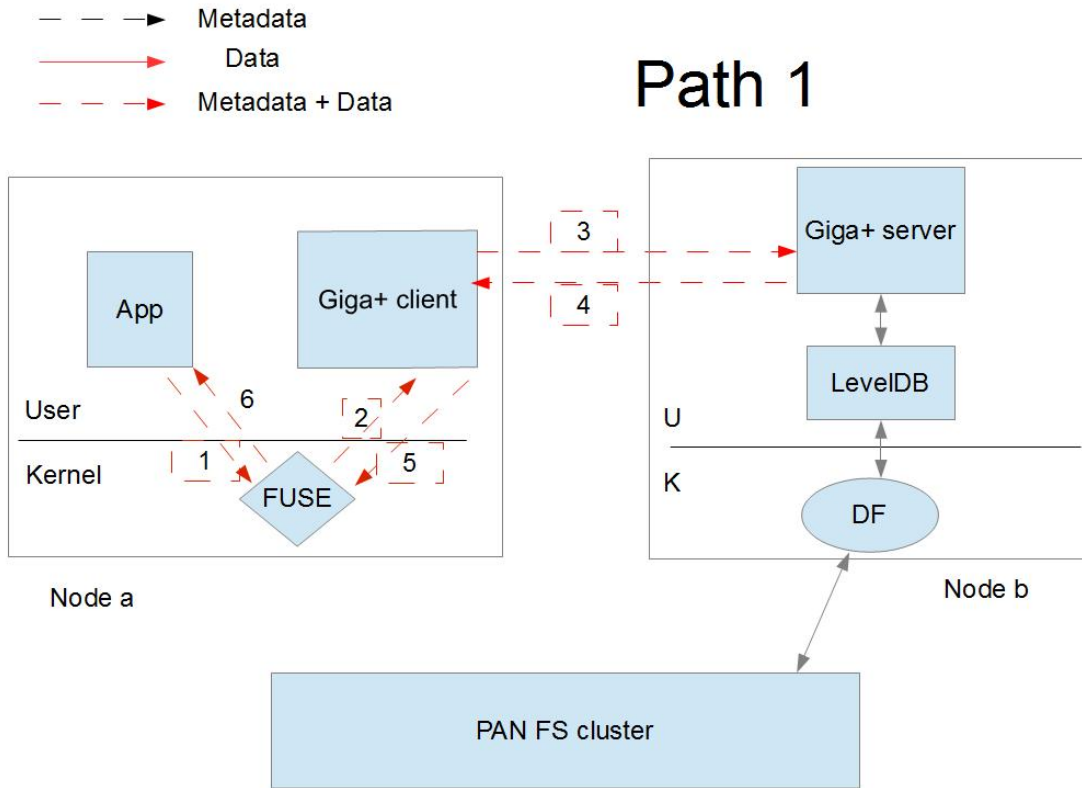 Metadata
Data
Metadata + Data
Path 1
3
Giga+ server
App
Giga+ client
4
LevelDB
6
2
User
U
1
5
Kernel
K
FUSE
DF
Node a
Node b
PAN FS cluster